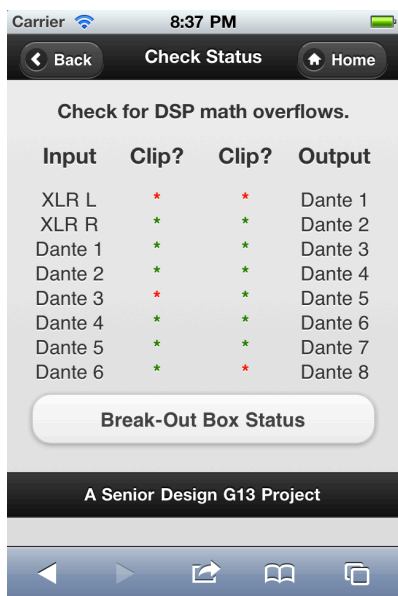 Carrier 8:37 PM
Back Check Status Home
Check for DSP math overflows.
Input Clip? Clip? Output
XLR L * * Dante 1
XLR R * * Dante 2
Dante 1 * * Dante 3
Dante 2 * * Dante 4
Dante 3 * * Dante 5
Dante 4 * * Dante 6
Dante 5 * * Dante 7
Dante 6 * * Dante 8
Break-Out Box Status
A Senior Design G13 Project